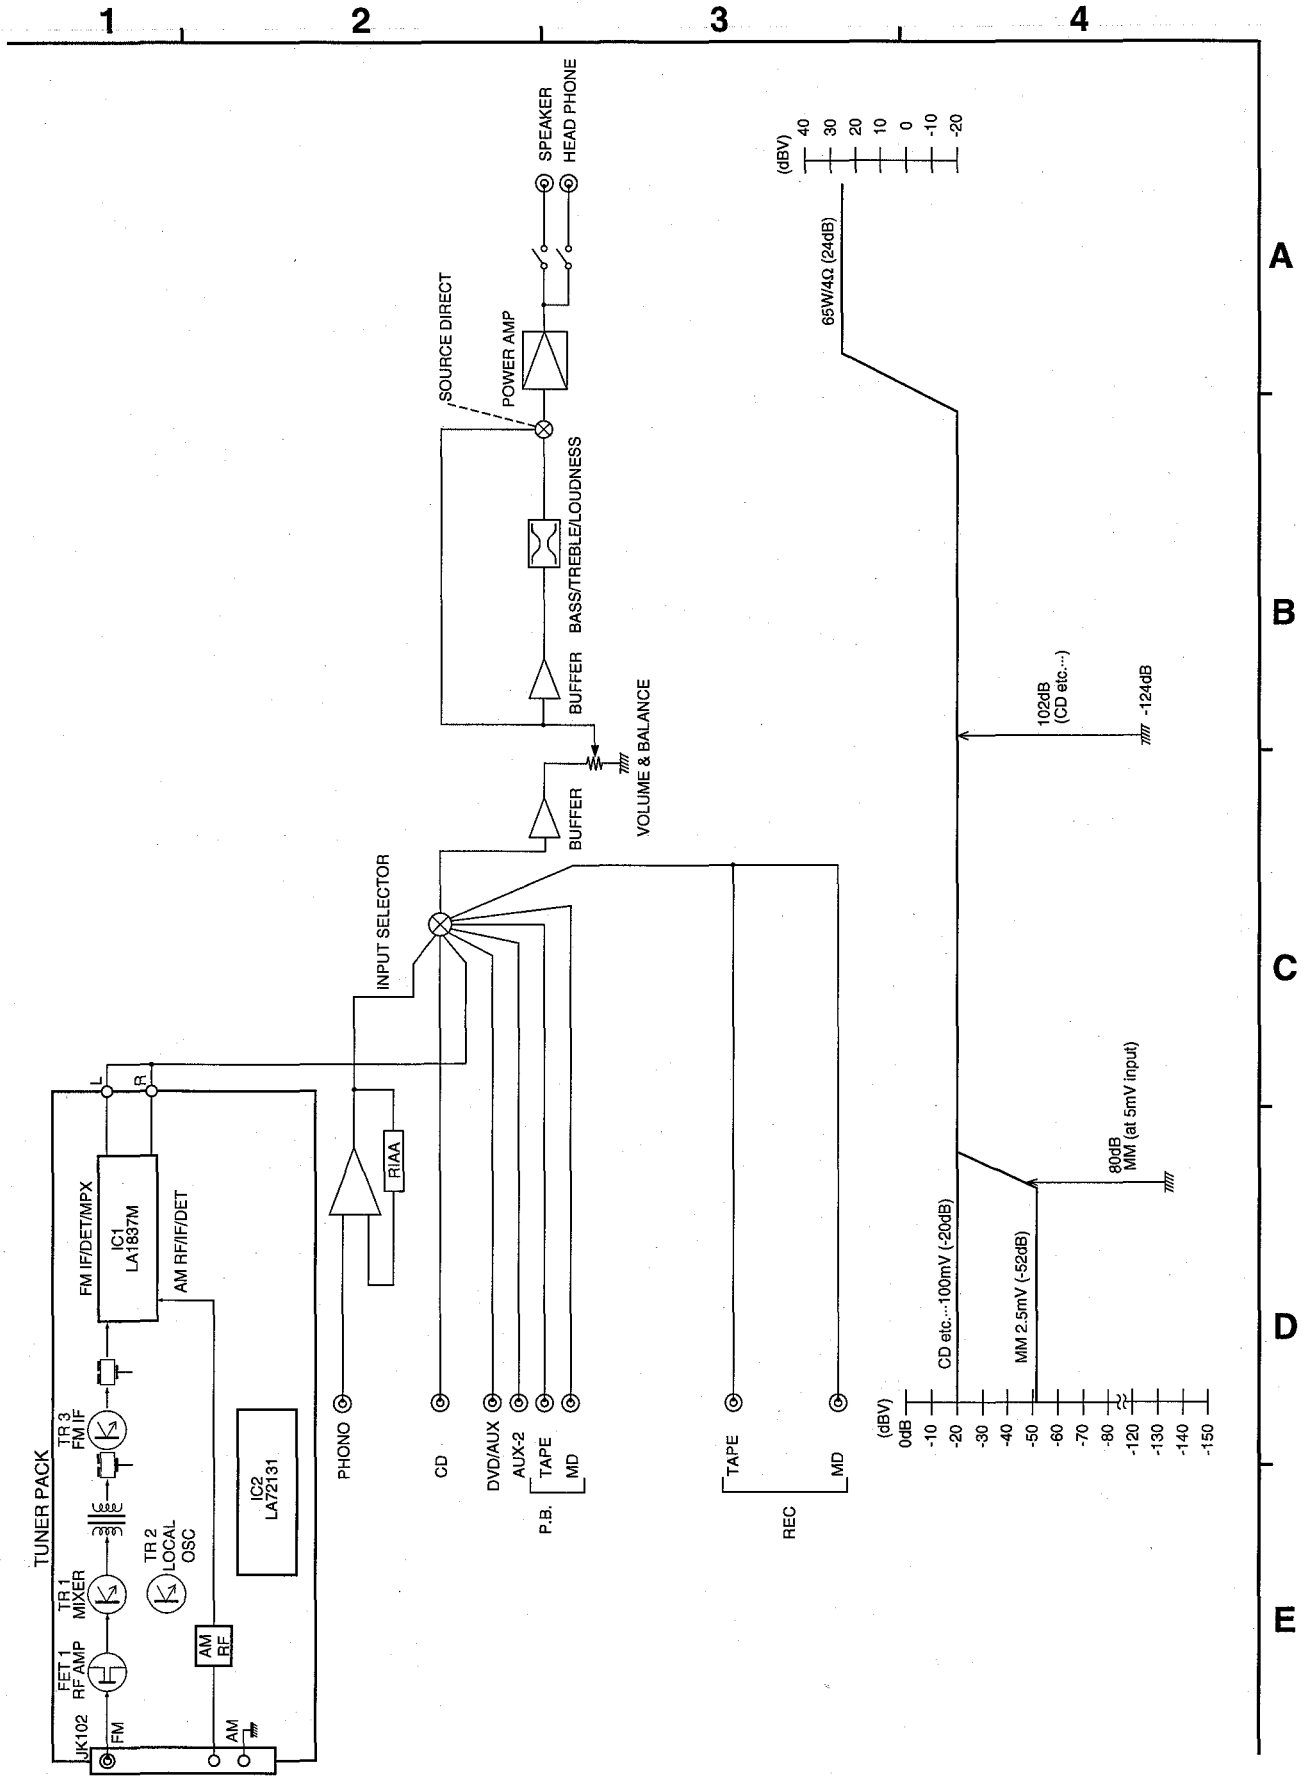 1
2
3
4
A
B
C
D
E
TUNER PACK
JK102
FM
AM
FET 1
RF AMP
TR 1
MIXER
TR 2
LOCAL
OSC
TR 3
FM IF
FM IF/DET/MPX
IC1
LA1837M
AM RF/IF/DET
AM
RF
IC2
LA72131
L
R
PHONO
RIAA
CD
DVD/AUX
AUX-2
TAPE
MD
P.B.
TAPE
MD
REC
INPUT SELECTOR
BUFFER
VOLUME & BALANCE
BUFFER
BASS/TREBLE/LOUDNESS
SOURCE DIRECT
POWER AMP
SPEAKER
HEAD PHONE
(dBV)
0dB
-10
-20
-30
-40
-50
-60
-70
-80
-120
-130
-140
-150
CD etc.···100mV (-20dB)
MM 2.5mV (-52dB)
80dB
MM (at 5mV input)
102dB
(CD etc.···)
-124dB
65W/4Ω (24dB)
(dBV)
40
30
20
10
0
-10
-20